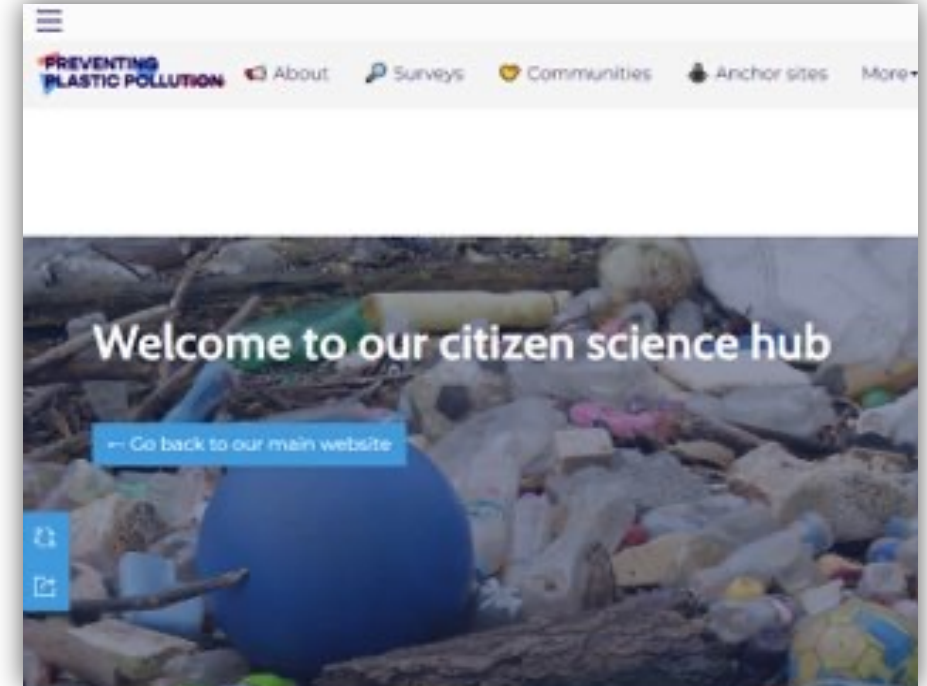 PREVENTING
PLASTIC POLLUTION
About Surveys Communities Anchor sites More
Welcome to our citizen science hub
← Go back to our main website